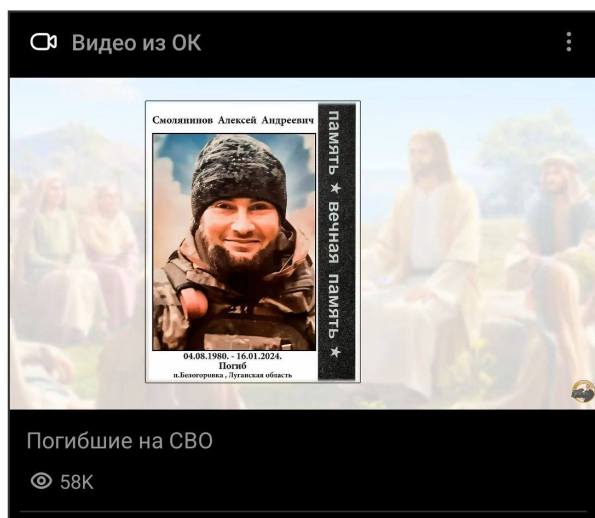 Видео из ОК
Смолянинов Алексей Андреевич
память ★ вечная память ★
04.08.1980. - 16.01.2024.
Погиб
п.Белогоровка , Луганская область
Погибшие на СВО
58K